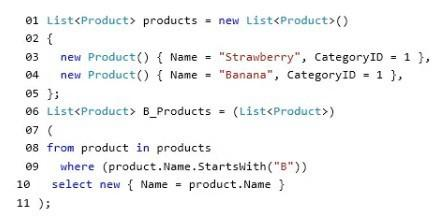 01 List<Product> products = new List<Product>()
02 {
03 new Product() { Name = "Strawberry", CategoryID = 1 },
04 new Product() { Name = "Banana", CategoryID = 1 },
05 };
06 List<Product> B_Products = (List<Product>)
07 (
08 from product in products
09 where (product.Name.StartsWith("B"))
10 select new { Name = product.Name }
11 );